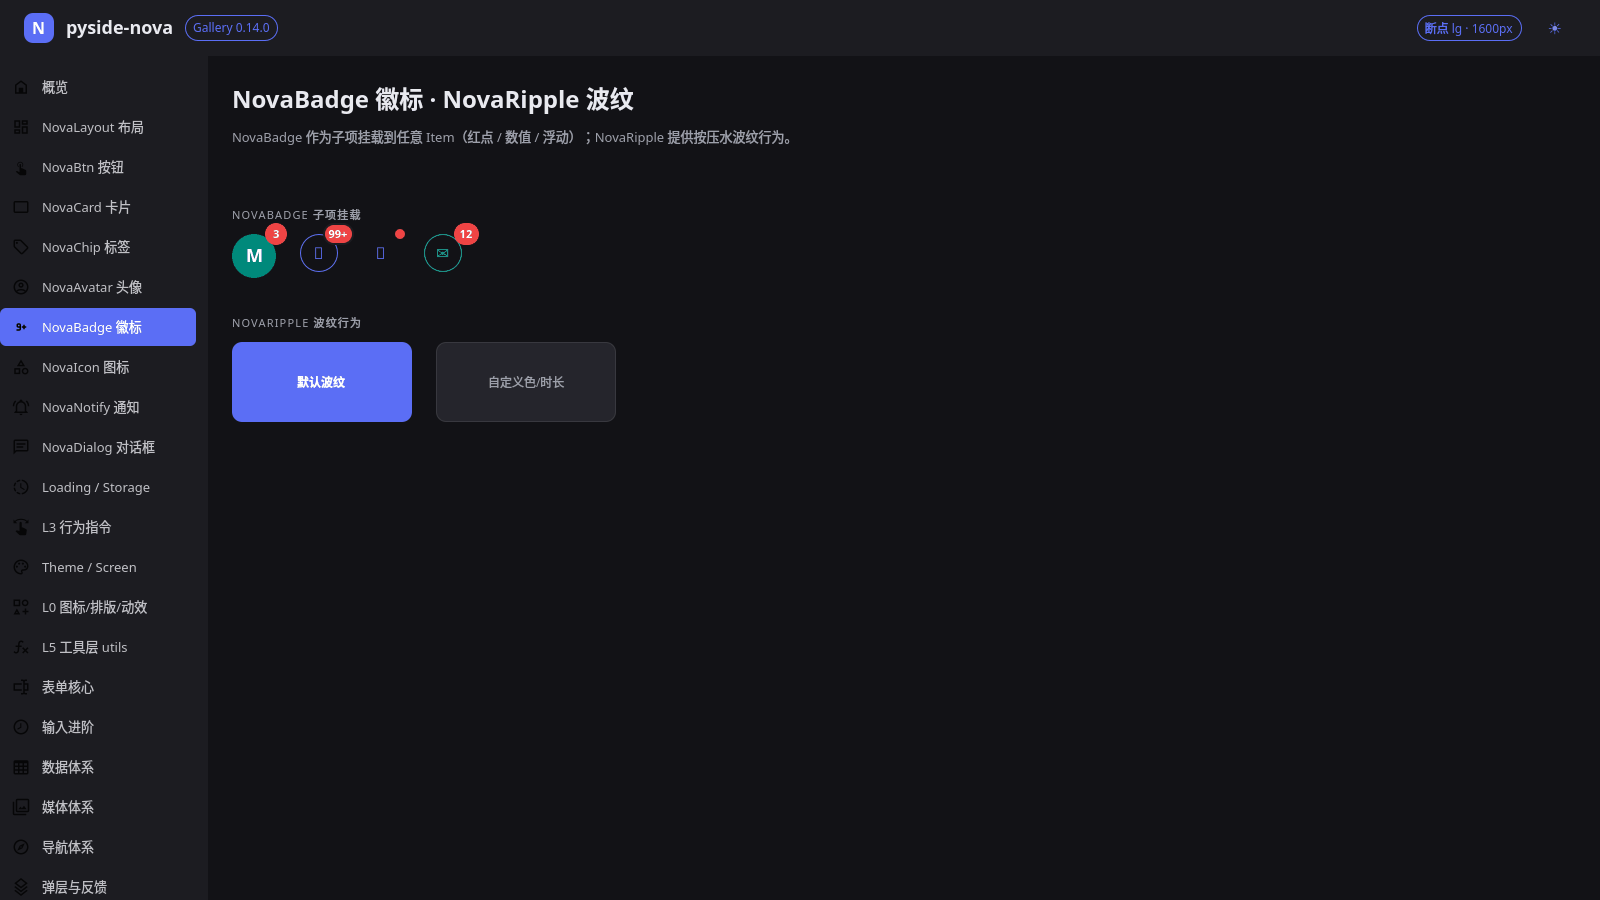 N pyside-nova Gallery 0.14.0 断点 lg · 1600px
概览
NovaLayout 布局
NovaBtn 按钮
NovaCard 卡片
NovaChip 标签
NovaAvatar 头像
9+ NovaBadge 徽标
NovaIcon 图标
NovaNotify 通知
NovaDialog 对话框
Loading / Storage
L3 行为指令
Theme / Screen
L0 图标/排版/动效
L5 工具层 utils
表单核心
输入进阶
数据体系
媒体体系
导航体系
弹层与反馈
NovaBadge 徽标 · NovaRipple 波纹
NovaBadge 作为子项挂载到任意 Item（红点 / 数值 / 浮动）；NovaRipple 提供按压水波纹行为。
NOVABADGE 子项挂载
M 3 99+ 12
NOVARIPPLE 波纹行为
默认波纹 自定义色/时长